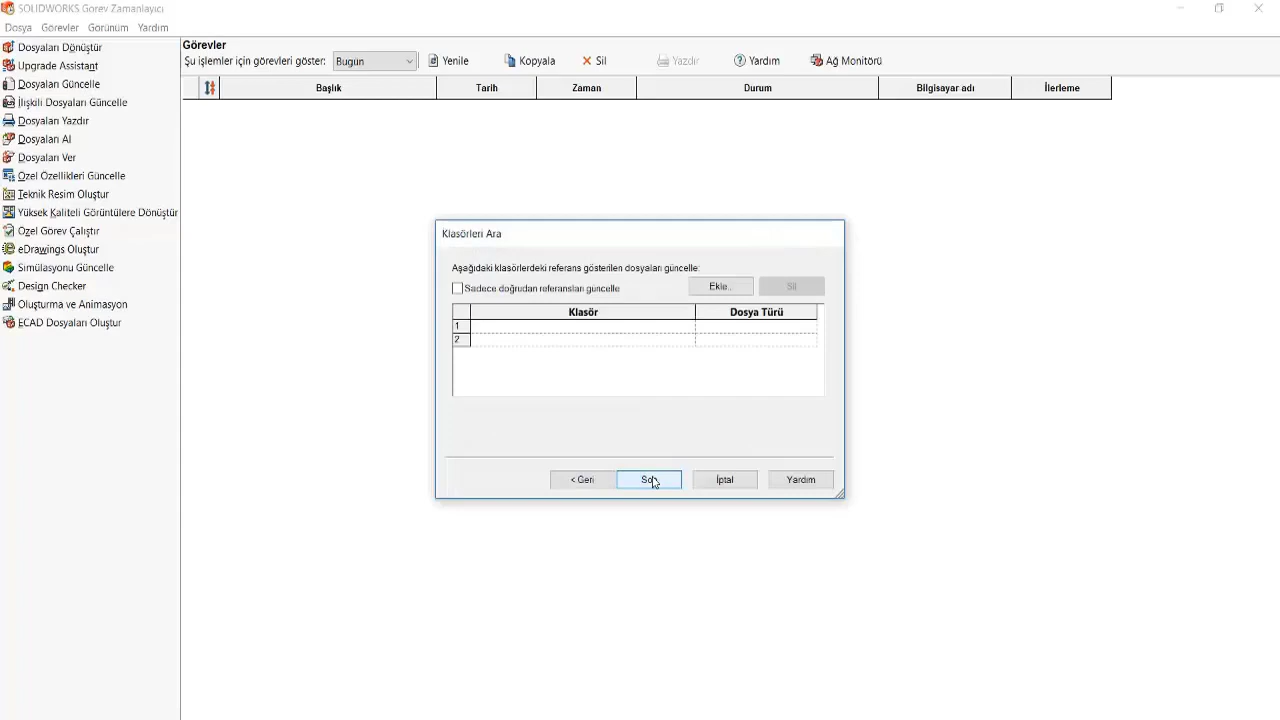 SOLIDWORKS Görev Zamanlayıcı
Dosya Görevler Görünüm Yardım
Dosyaları Dönüştür
Upgrade Assistant
Dosyaları Güncelle
İlişkili Dosyaları Güncelle
Dosyaları Yazdır
Dosyaları Al
Dosyaları Ver
Özel Özellikleri Güncelle
Teknik Resim Oluştur
Yüksek Kaliteli Görüntülere Dönüştür
Özel Görev Çalıştır
eDrawings Oluştur
Simülasyonu Güncelle
Design Checker
Oluşturma ve Animasyon
ECAD Dosyaları Oluştur
Görevler
Şu işlemler için görevleri göster: Bugün Yenile Kopyala Sil Yazdır Yardım Ağ Monitörü
Başlık Tarih Zaman Durum Bilgisayar adı İlerleme
Klasörleri Ara
Aşağıdaki klasörlerdeki referans gösterilen dosyaları güncelle:
Sadece doğrudan referansları güncelle Ekle... Sil
Klasör Dosya Türü
1
2
< Geri İptal Yardım